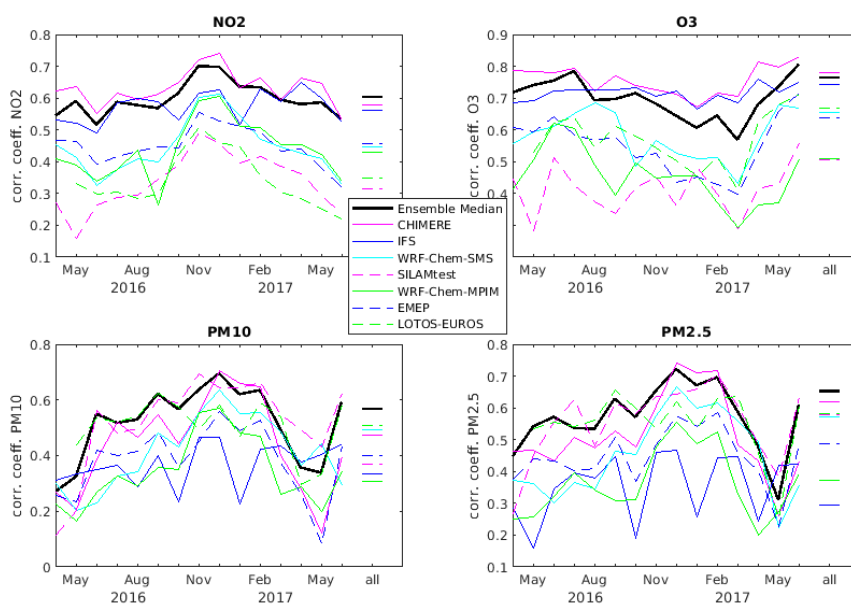 NO2
O3
0.8
0.7
0.6
0.5
0.4
0.3
0.2
0.1
corr. coeff. NO2
May Aug Nov Feb May all
2016 2017
0.9
0.8
0.7
0.6
0.5
0.4
0.3
0.2
0.1
corr. coeff. O3
May Aug Nov Feb May all
2016 2017
Ensemble Median
CHIMERE
IFS
WRF-Chem-SMS
SILAMtest
WRF-Chem-MPIM
EMEP
LOTOS-EUROS
PM10
PM2.5
0.8
0.6
0.4
0.2
0
corr. coeff. PM10
May Aug Nov Feb May all
2016 2017
0.8
0.7
0.6
0.5
0.4
0.3
0.2
0.1
0
corr. coeff. PM2.5
May Aug Nov Feb May all
2016 2017